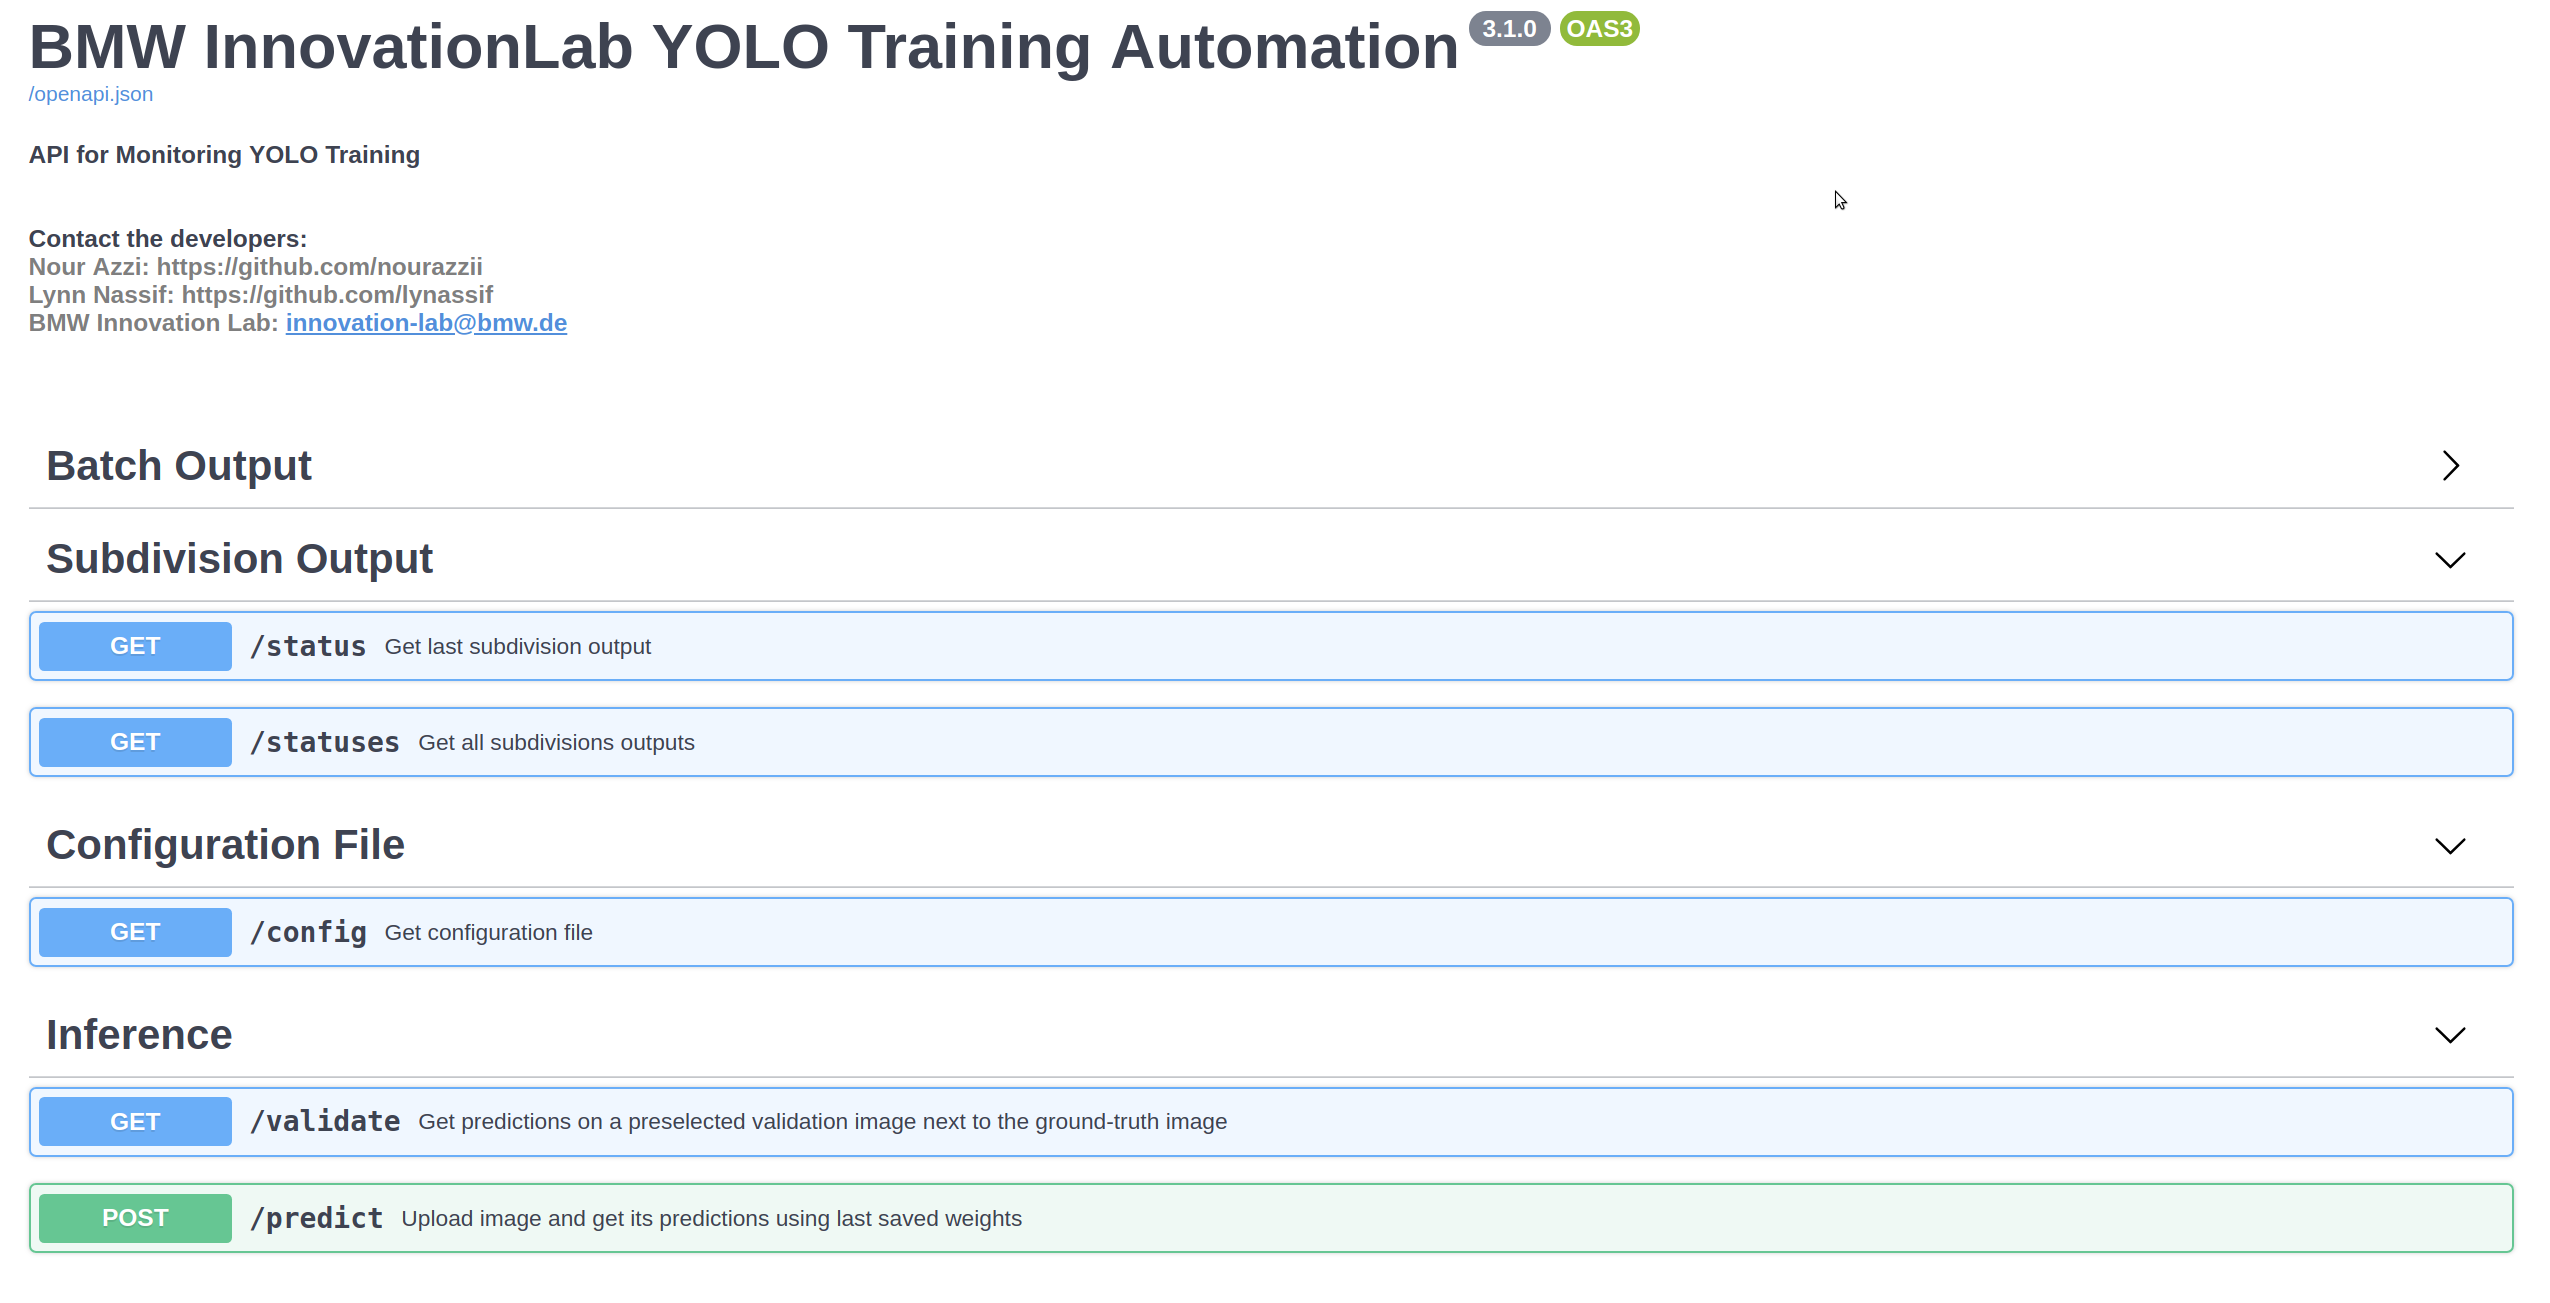 BMW InnovationLab YOLO Training Automation 3.1.0 OAS3
/openapi.json
API for Monitoring YOLO Training
Contact the developers:
Nour Azzi: https://github.com/nourazzii
Lynn Nassif: https://github.com/lynassif
BMW Innovation Lab: innovation-lab@bmw.de
Batch Output
Subdivision Output
GET /status Get last subdivision output
GET /statuses Get all subdivisions outputs
Configuration File
GET /config Get configuration file
Inference
GET /validate Get predictions on a preselected validation image next to the ground-truth image
POST /predict Upload image and get its predictions using last saved weights